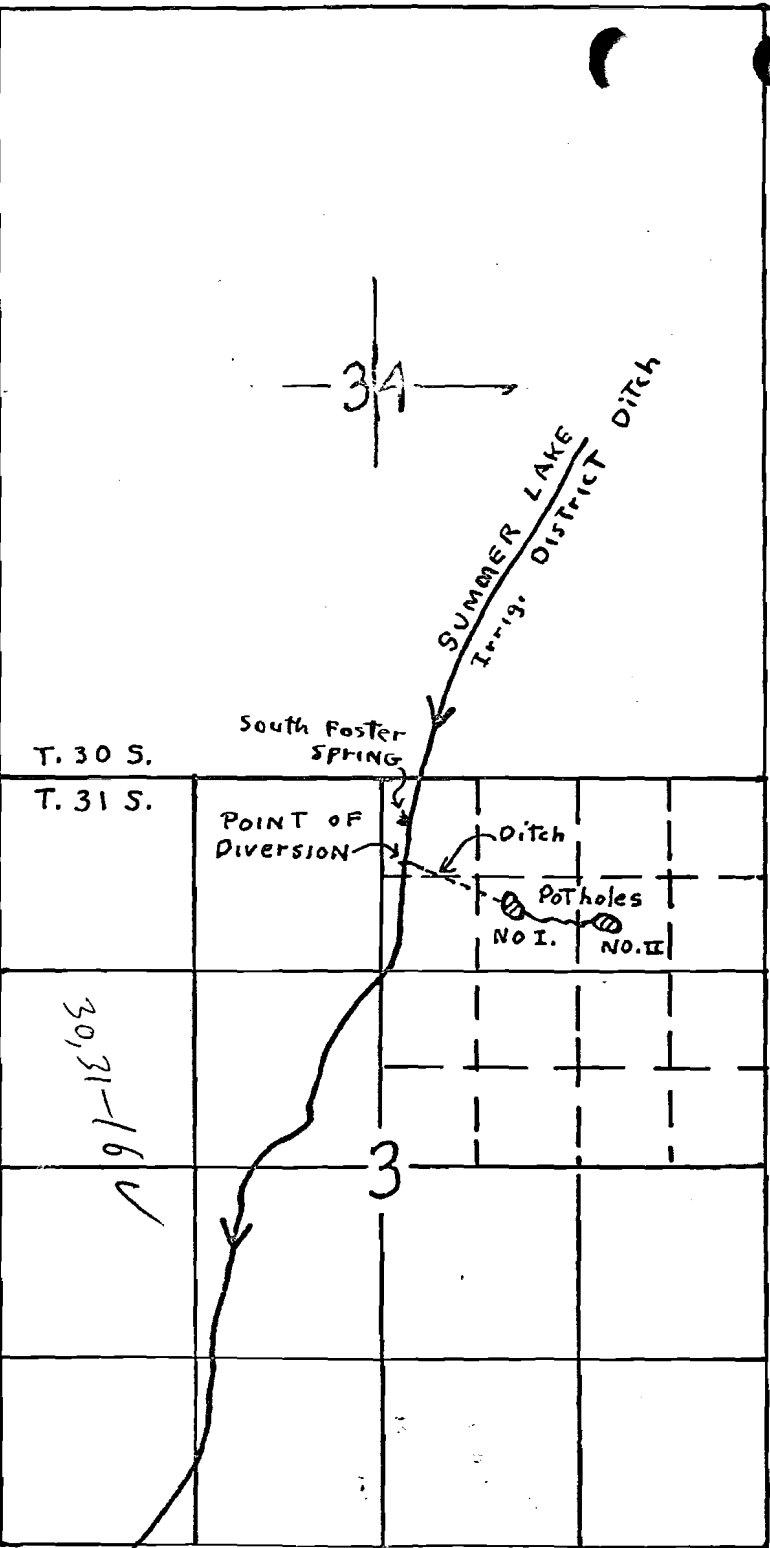 34
SUMMER LAKE
Irrig. DISTRICT Ditch
South Foster
SPRING
T. 30 S.
T. 31 S.
POINT OF
Diversion
Ditch
PoTholes
NO I.
NO. II
30,31-16
3